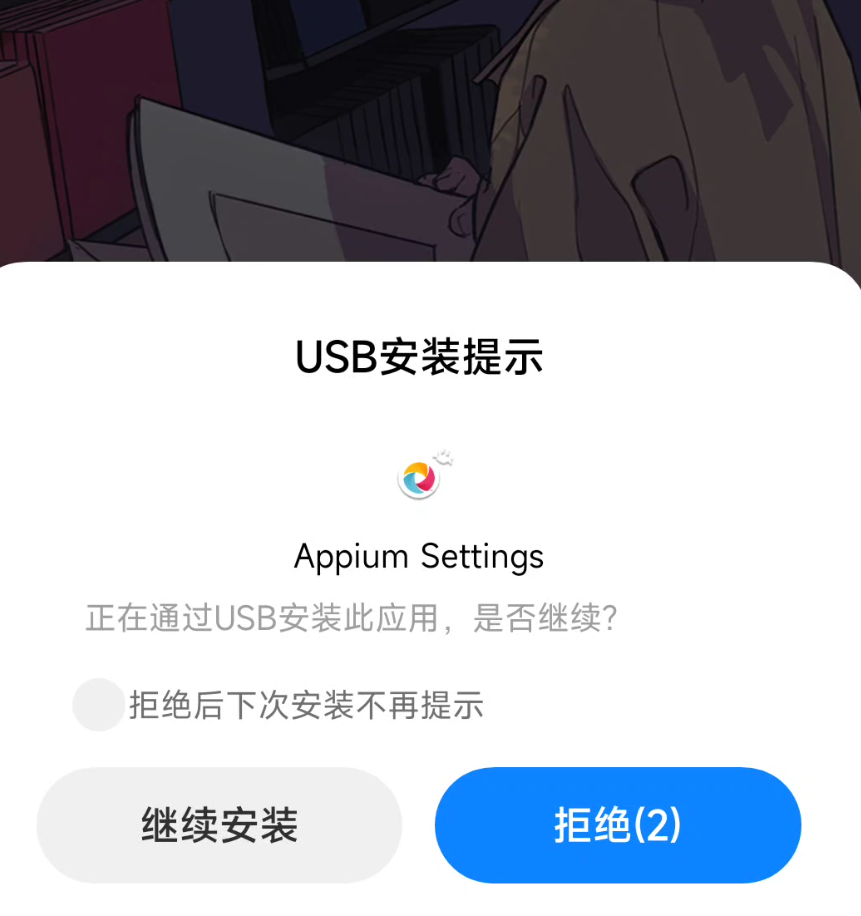 USB安装提示
Appium Settings
正在通过USB安装此应用，是否继续?
拒绝后下次安装不再提示
继续安装
拒绝(2)